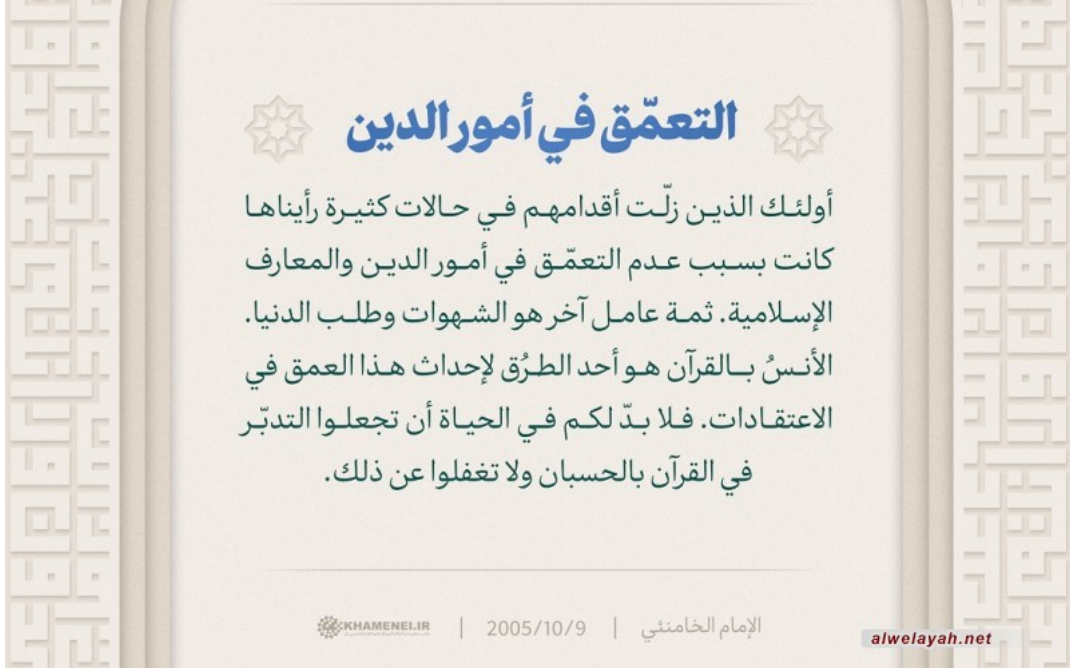 التعمّق في أمور الدين
أولئك الذين زلّت أقدامهم في حالات كثيرة رأيناها
كانت بسبب عدم التعمّق في أمور الدين والمعارف
الإسلامية. ثمة عامل آخر هو الشهوات وطلب الدنيا.
الأنسُ بالقرآن هو أحد الطرُق لإحداث هذا العمق في
الاعتقادات. فلا بدّ لكم في الحياة أن تجعلوا التدبّر
في القرآن بالحسبان ولا تغفلوا عن ذلك.
الإمام الخامنئي | 2005/10/9 | KHAMENEI.IR
alwelayah.net